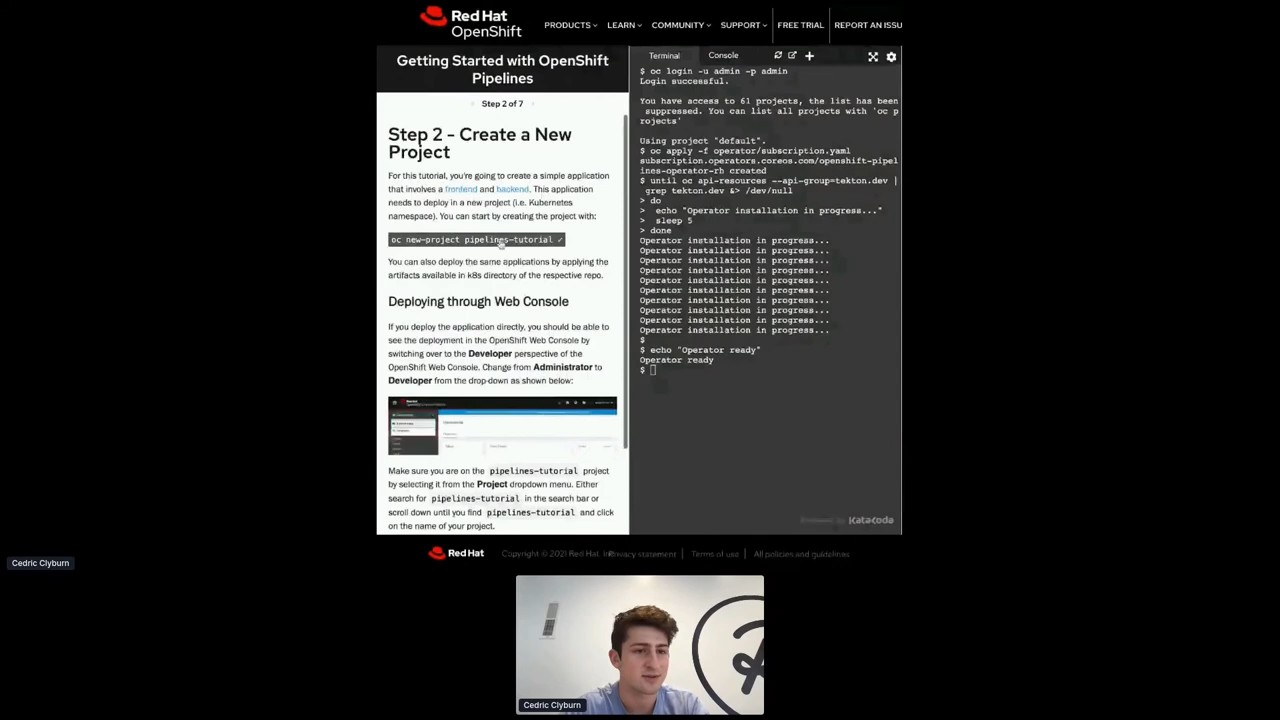 Red Hat
OpenShift
PRODUCTS
LEARN
COMMUNITY
SUPPORT
FREE TRIAL
REPORT AN ISSU
Getting Started with OpenShift
Pipelines
Step 2 of 7
Step 2 - Create a New
Project
For this tutorial, you're going to create a simple application
that involves a frontend and backend. This application
needs to deploy in a new project (i.e. Kubernetes
namespace). You can start by creating the project with:
oc new-project pipelines-tutorial ✓
You can also deploy the same applications by applying the
artifacts available in k8s directory of the respective repo.
Deploying through Web Console
If you deploy the application directly, you should be able to
see the deployment in the OpenShift Web Console by
switching over to the Developer perspective of the
OpenShift Web Console. Change from Administrator to
Developer from the drop-down as shown below:
Make sure you are on the pipelines-tutorial project
by selecting it from the Project dropdown menu. Either
search for pipelines-tutorial in the search bar or
scroll down until you find pipelines-tutorial and click
on the name of your project.
Terminal
Console
$ oc login -u admin -p admin
Login successful.
You have access to 61 projects, the list has been
suppressed. You can list all projects with 'oc p
rojects'
Using project "default".
$ oc apply -f operator/subscription.yaml
subscription.operators.coreos.com/openshift-pipel
ines-operator-rh created
$ until oc api-resources --api-group=tekton.dev |
grep tekton.dev &> /dev/null
> do
> echo "Operator installation in progress..."
> sleep 5
> done
Operator installation in progress...
Operator installation in progress...
Operator installation in progress...
Operator installation in progress...
Operator installation in progress...
Operator installation in progress...
Operator installation in progress...
Operator installation in progress...
Operator installation in progress...
Operator installation in progress...
$
$ echo "Operator ready"
Operator ready
$
Katacoda
Red Hat
Copyright © 2021 Red Hat, Inc
Privacy statement
Terms of use
All policies and guidelines
Cedric Clyburn
Cedric Clyburn